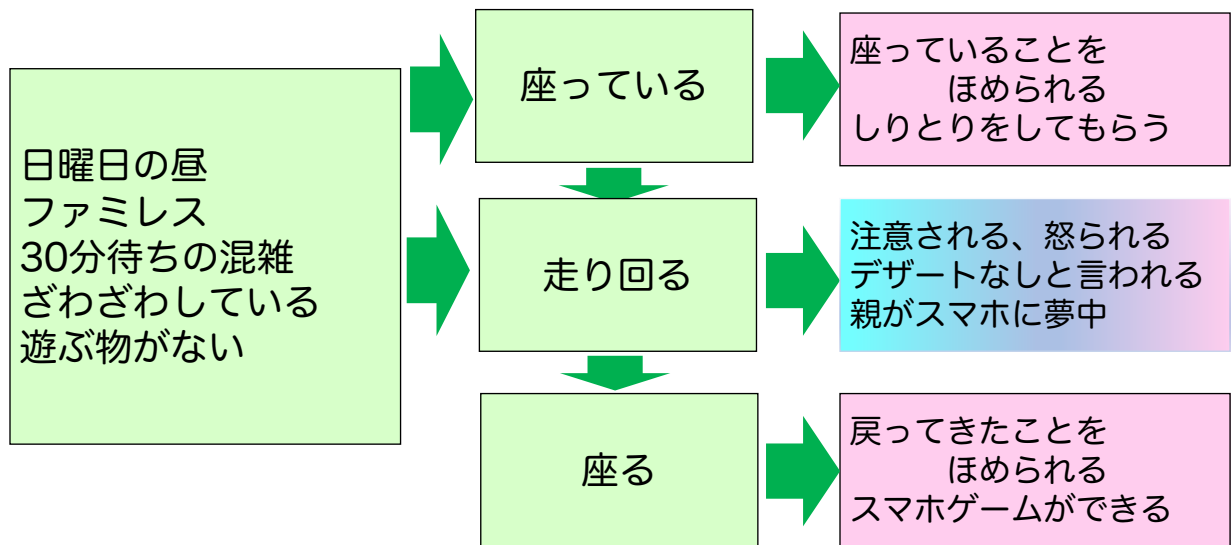 日曜日の昼
ファミレス
30分待ちの混雑
ざわざわしている
遊ぶ物がない
座っている
座っていることを
ほめられる
しりとりをしてもらう
走り回る
注意される、怒られる
デザートなしと言われる
親がスマホに夢中
座る
戻ってきたことを
ほめられる
スマホゲームができる